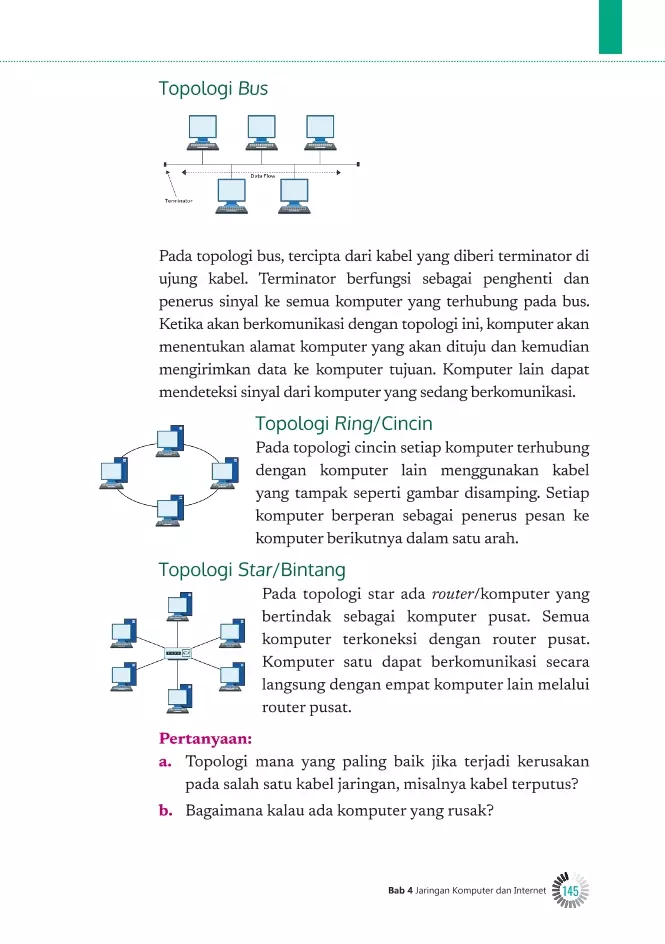 Topologi Bus
Data Flow
Terminator
Pada topologi bus, tercipta dari kabel yang diberi terminator di
ujung kabel. Terminator berfungsi sebagai penghenti dan
penerus sinyal ke semua komputer yang terhubung pada bus.
Ketika akan berkomunikasi dengan topologi ini, komputer akan
menentukan alamat komputer yang akan dituju dan kemudian
mengirimkan data ke komputer tujuan. Komputer lain dapat
mendeteksi sinyal dari komputer yang sedang berkomunikasi.
Topologi Ring/Cincin
Pada topologi cincin setiap komputer terhubung
dengan komputer lain menggunakan kabel
yang tampak seperti gambar disamping. Setiap
komputer berperan sebagai penerus pesan ke
komputer berikutnya dalam satu arah.
Topologi Star/Bintang
Pada topologi star ada router/komputer yang
bertindak sebagai komputer pusat. Semua
komputer terkoneksi dengan router pusat.
Komputer satu dapat berkomunikasi secara
langsung dengan empat komputer lain melalui
router pusat.
Pertanyaan:
a. Topologi mana yang paling baik jika terjadi kerusakan
pada salah satu kabel jaringan, misalnya kabel terputus?
b. Bagaimana kalau ada komputer yang rusak?
Bab 4 Jaringan Komputer dan Internet 145